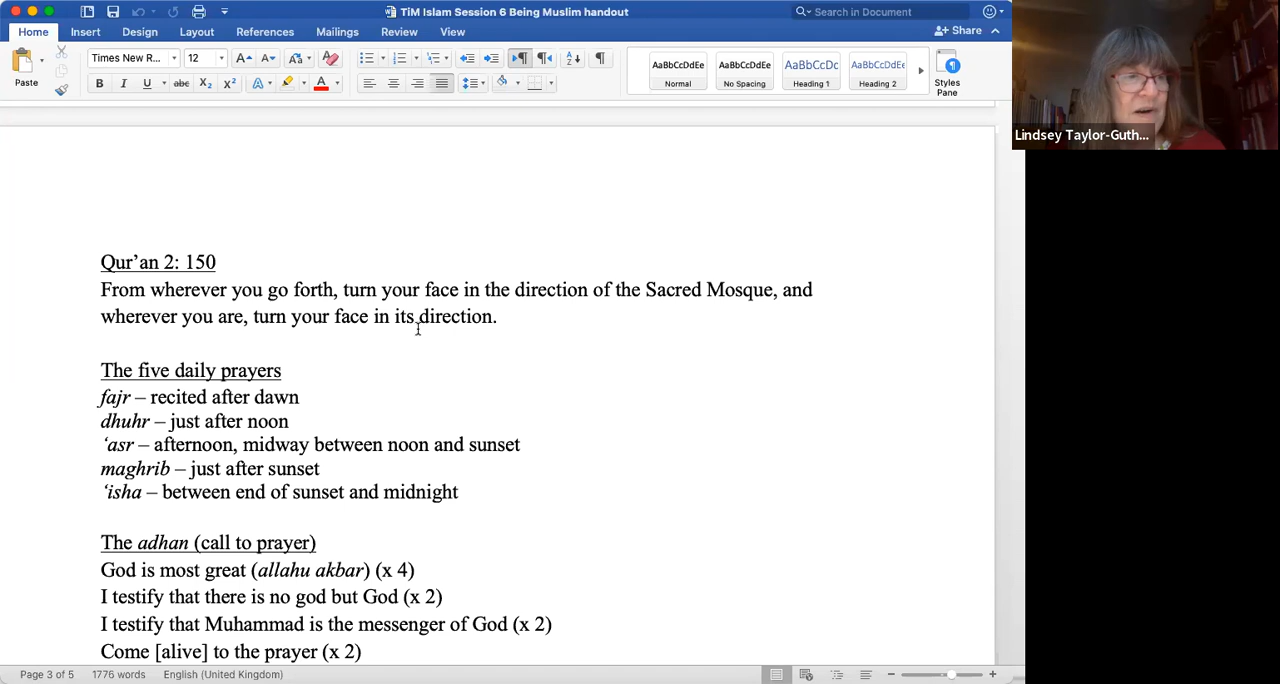 TiM Islam Session 6 Being Muslim handout
Search in Document
Home Insert Design Layout References Mailings Review View
Share
Paste
Times New R... 12
AaBbCcDdEe AaBbCcDdEe AaBbCcDc AaBbCcDdEe
Normal No Spacing Heading 1 Heading 2
Styles
Pane
Lindsey Taylor-Guth...
Qur’an 2: 150
From wherever you go forth, turn your face in the direction of the Sacred Mosque, and
wherever you are, turn your face in its direction.
The five daily prayers
fajr – recited after dawn
dhuhr – just after noon
‘asr – afternoon, midway between noon and sunset
maghrib – just after sunset
‘isha – between end of sunset and midnight
The adhan (call to prayer)
God is most great (allahu akbar) (x 4)
I testify that there is no god but God (x 2)
I testify that Muhammad is the messenger of God (x 2)
Come [alive] to the prayer (x 2)
Page 3 of 5 1776 words English (United Kingdom)